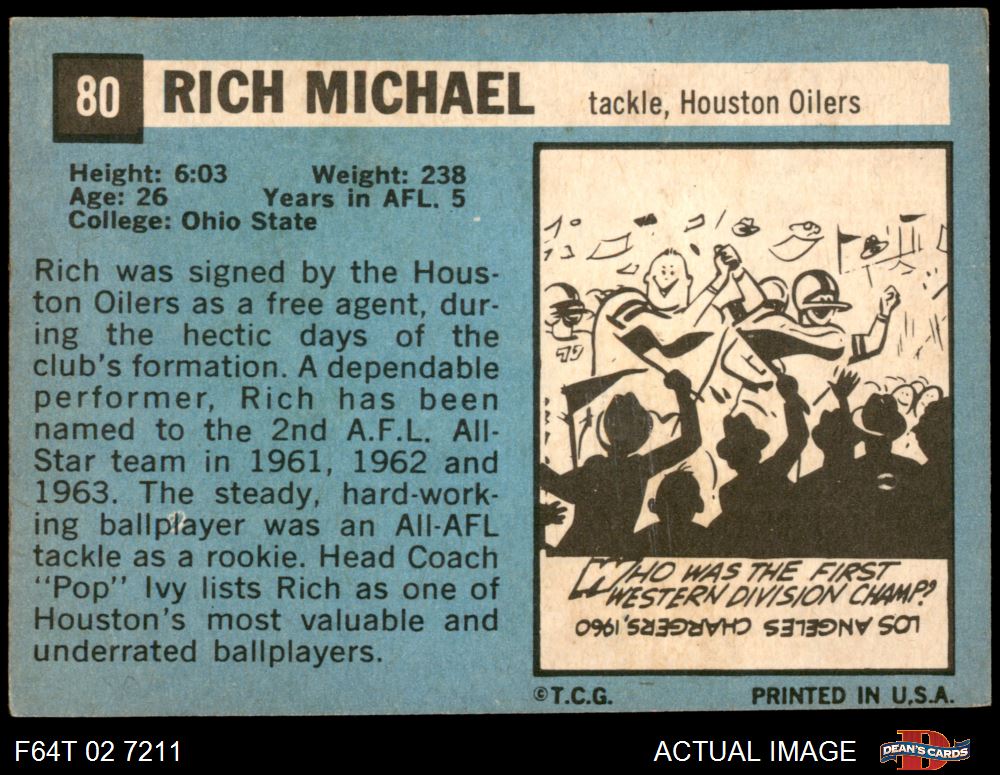 80 RICH MICHAEL tackle, Houston Oilers
Height: 6:03 Weight: 238
Age: 26 Years in AFL. 5
College: Ohio State
Rich was signed by the Hous-
ton Oilers as a free agent, dur-
ing the hectic days of the
club's formation. A dependable
performer, Rich has been
named to the 2nd A.F.L. All-
Star team in 1961, 1962 and
1963. The steady, hard-work-
ing ballplayer was an All-AFL
tackle as a rookie. Head Coach
"Pop" Ivy lists Rich as one of
Houston's most valuable and
underrated ballplayers.
WHO WAS THE FIRST
WESTERN DIVISION CHAMP?
LOS ANGELES CHARGERS, 1960
©T.C.G. PRINTED IN U.S.A.
F64T 02 7211 ACTUAL IMAGE DEAN'S CARDS